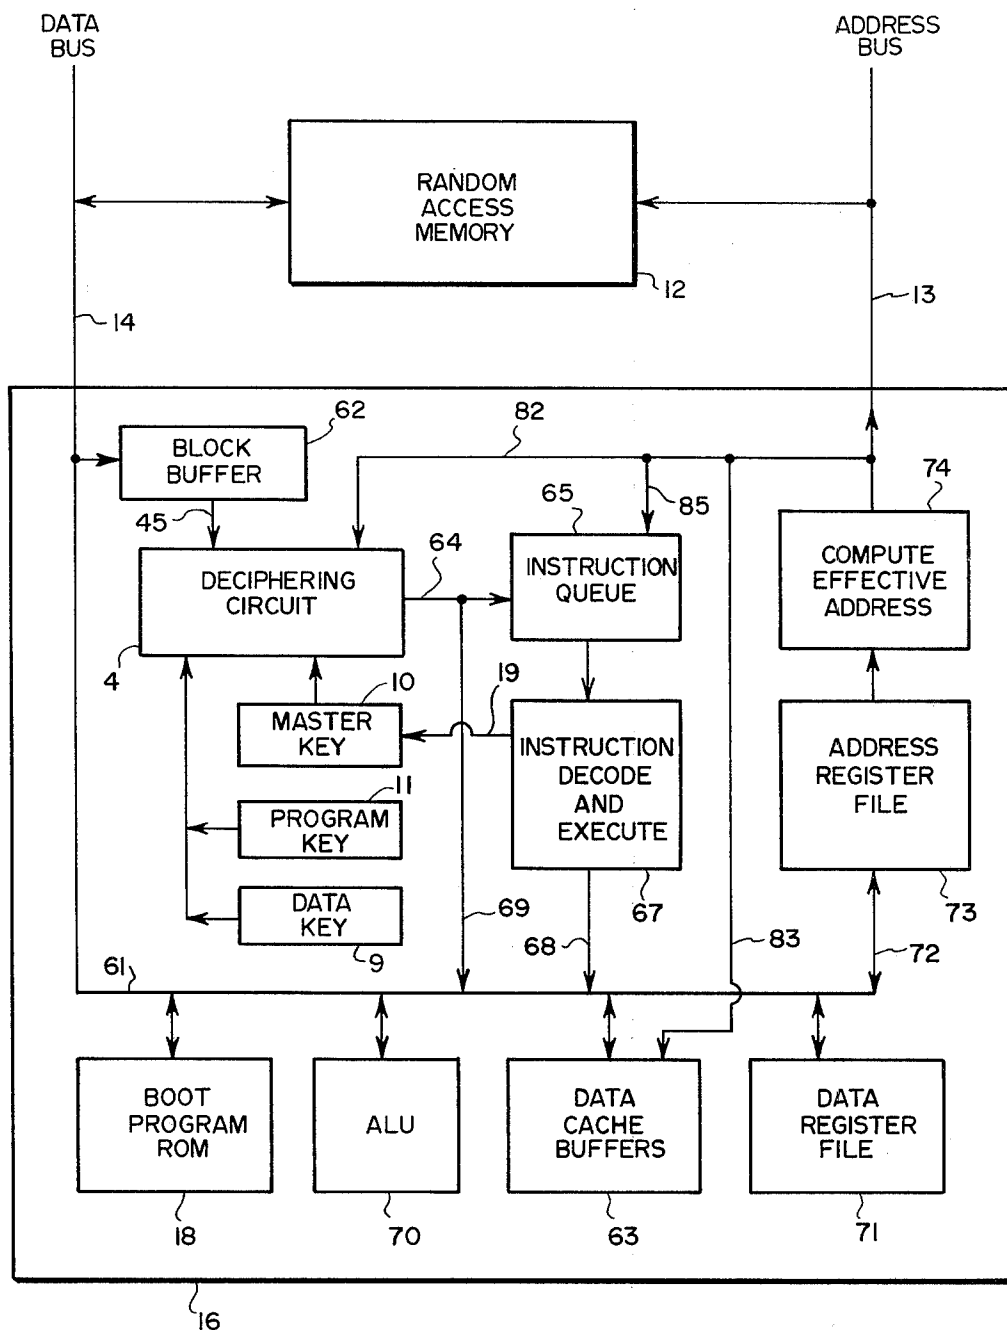 DATA
BUS
ADDRESS
BUS
RANDOM
ACCESS
MEMORY
12
13
14
62
82
BLOCK
BUFFER
74
45
65
85
64
DECIPHERING
CIRCUIT
INSTRUCTION
QUEUE
COMPUTE
EFFECTIVE
ADDRESS
4
10
19
MASTER
KEY
INSTRUCTION
DECODE
AND
EXECUTE
ADDRESS
REGISTER
FILE
11
PROGRAM
KEY
DATA
KEY
9
69
67
73
68
83
72
61
BOOT
PROGRAM
ROM
ALU
DATA
CACHE
BUFFERS
DATA
REGISTER
FILE
18
70
63
71
16